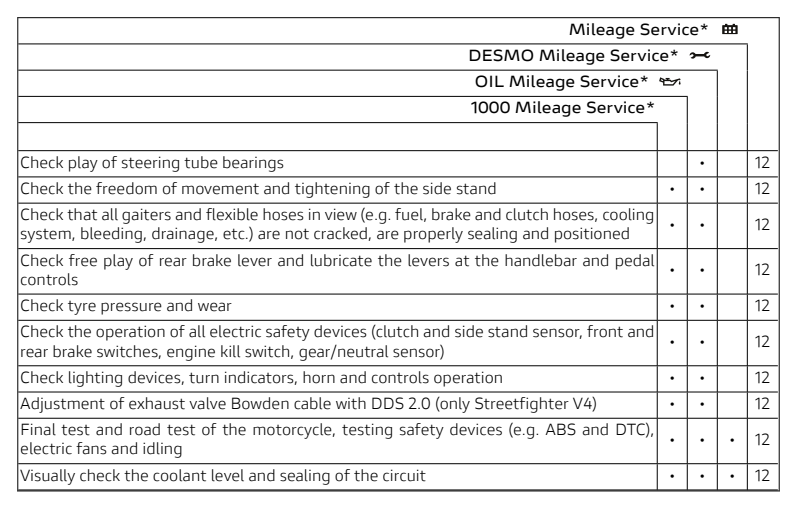 Mileage Service*
DESMO Mileage Service*
OIL Mileage Service*
1000 Mileage Service*
Check play of steering tube bearings • 12
Check the freedom of movement and tightening of the side stand • • 12
Check that all gaiters and flexible hoses in view (e.g. fuel, brake and clutch hoses, cooling
system, bleeding, drainage, etc.) are not cracked, are properly sealing and positioned • • 12
Check free play of rear brake lever and lubricate the levers at the handlebar and pedal
controls • • 12
Check tyre pressure and wear • • 12
Check the operation of all electric safety devices (clutch and side stand sensor, front and
rear brake switches, engine kill switch, gear/neutral sensor) • • 12
Check lighting devices, turn indicators, horn and controls operation • • 12
Adjustment of exhaust valve Bowden cable with DDS 2.0 (only Streetfighter V4) • • 12
Final test and road test of the motorcycle, testing safety devices (e.g. ABS and DTC),
electric fans and idling • • • 12
Visually check the coolant level and sealing of the circuit • • • 12